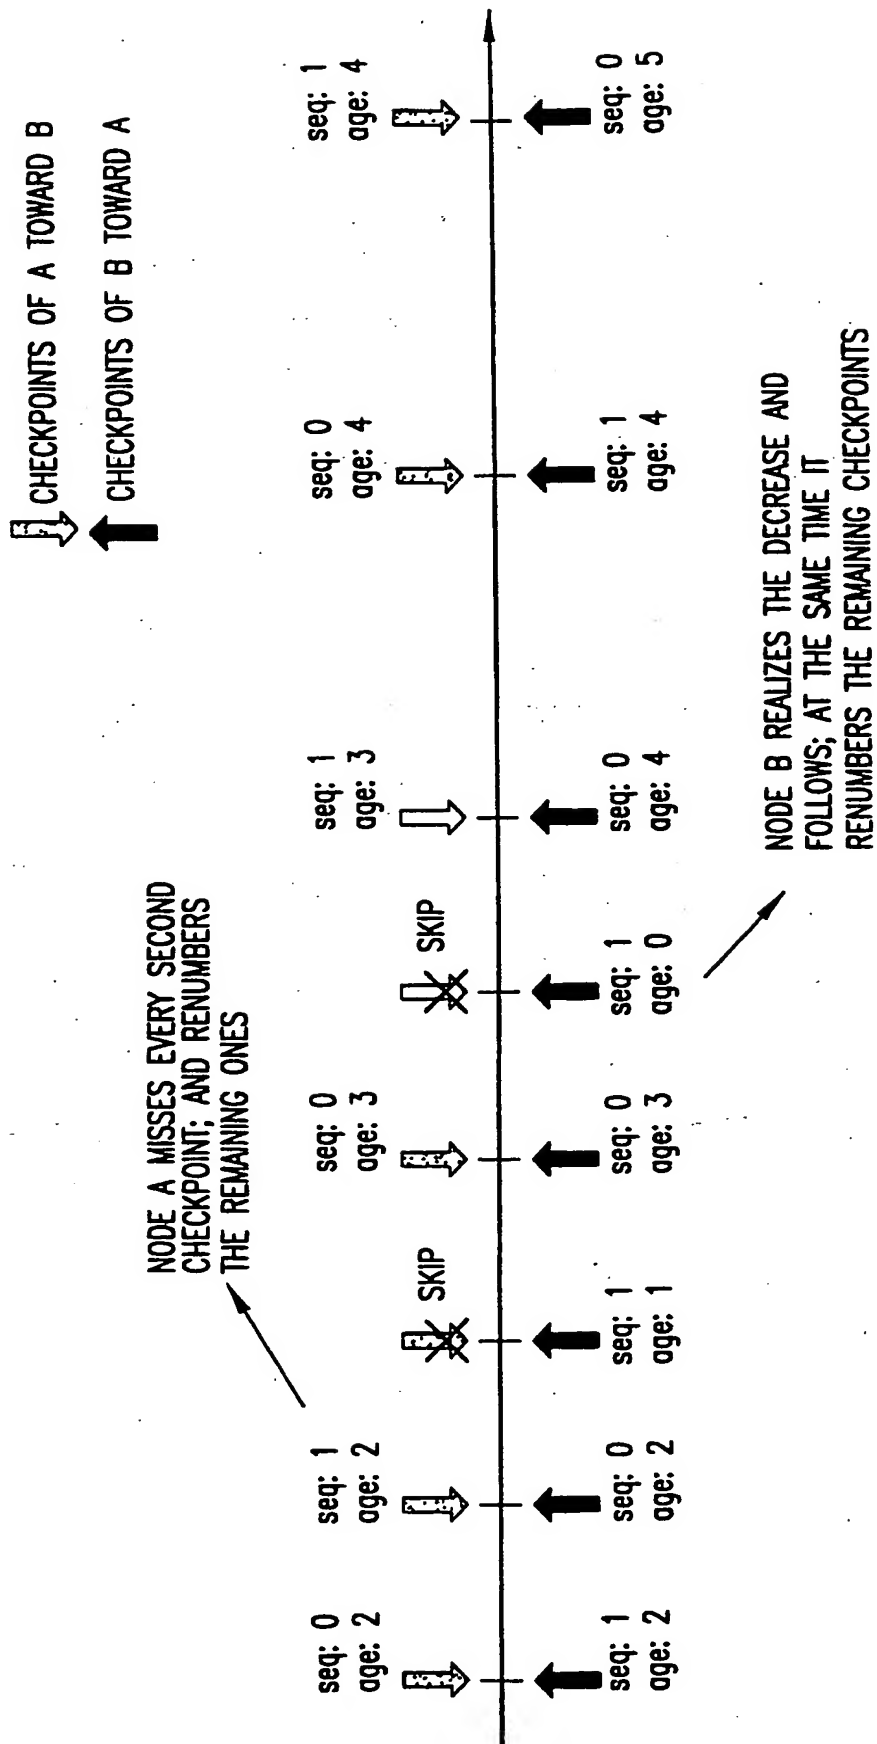 CHECKPOINTS OF A TOWARD B
CHECKPOINTS OF B TOWARD A
NODE A MISSES EVERY SECOND
CHECKPOINT; AND RENUMBERS
THE REMAINING ONES
seq: 0
age: 2
seq: 1
age: 2
SKIP
seq: 0
age: 3
SKIP
seq: 1
age: 3
seq: 0
age: 4
seq: 1
age: 4
seq: 1
age: 2
seq: 0
age: 2
seq: 1
age: 1
seq: 0
age: 3
seq: 1
age: 0
seq: 0
age: 4
seq: 1
age: 4
seq: 0
age: 5
NODE B REALIZES THE DECREASE AND
FOLLOWS; AT THE SAME TIME IT
RENUMBERS THE REMAINING CHECKPOINTS